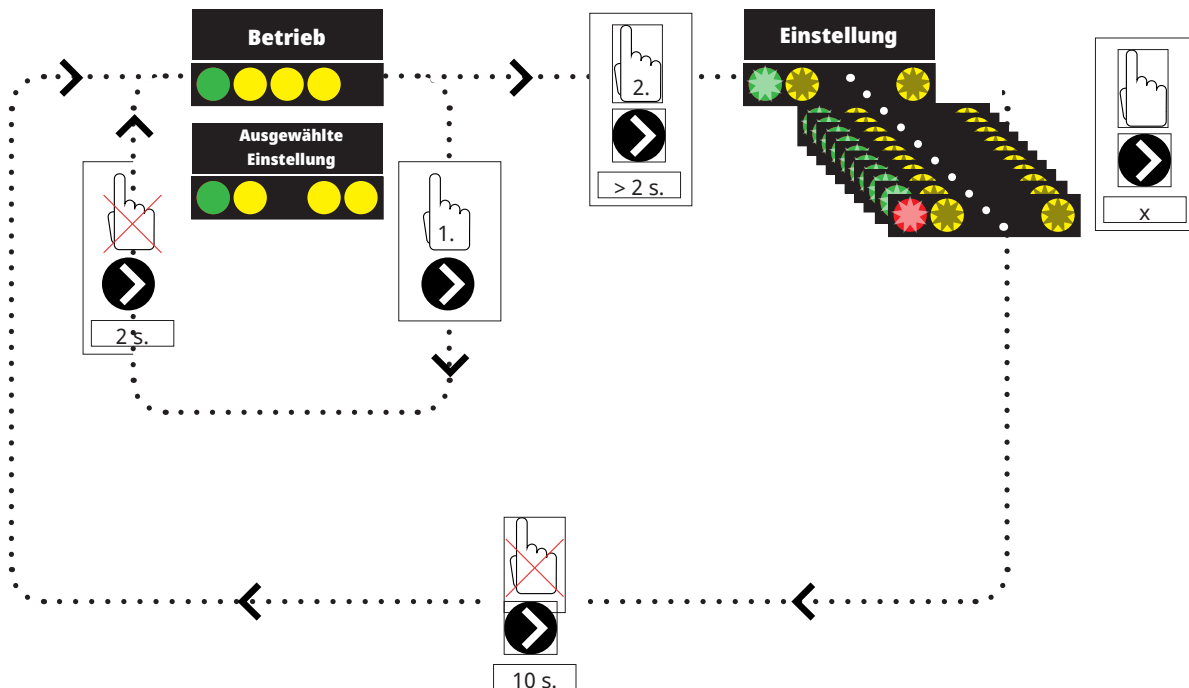 Betrieb
Einstellung
2.
Ausgewählte
Einstellung
> 2 s.
x
1.
2 s.
10 s.